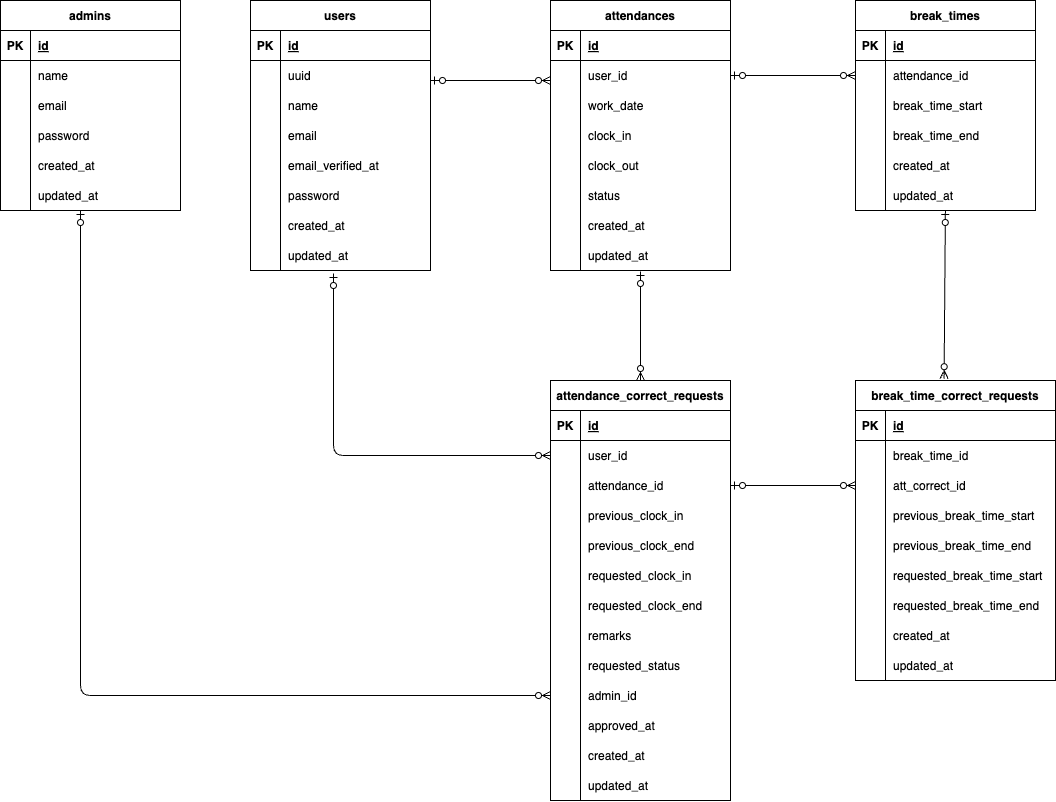 admins
PK id
name
email
password
created_at
updated_at
users
PK id
uuid
name
email
email_verified_at
password
created_at
updated_at
attendances
PK id
user_id
work_date
clock_in
clock_out
status
created_at
updated_at
break_times
PK id
attendance_id
break_time_start
break_time_end
created_at
updated_at
attendance_correct_requests
PK id
user_id
attendance_id
previous_clock_in
previous_clock_end
requested_clock_in
requested_clock_end
remarks
requested_status
admin_id
approved_at
created_at
updated_at
break_time_correct_requests
PK id
break_time_id
att_correct_id
previous_break_time_start
previous_break_time_end
requested_break_time_start
requested_break_time_end
created_at
updated_at